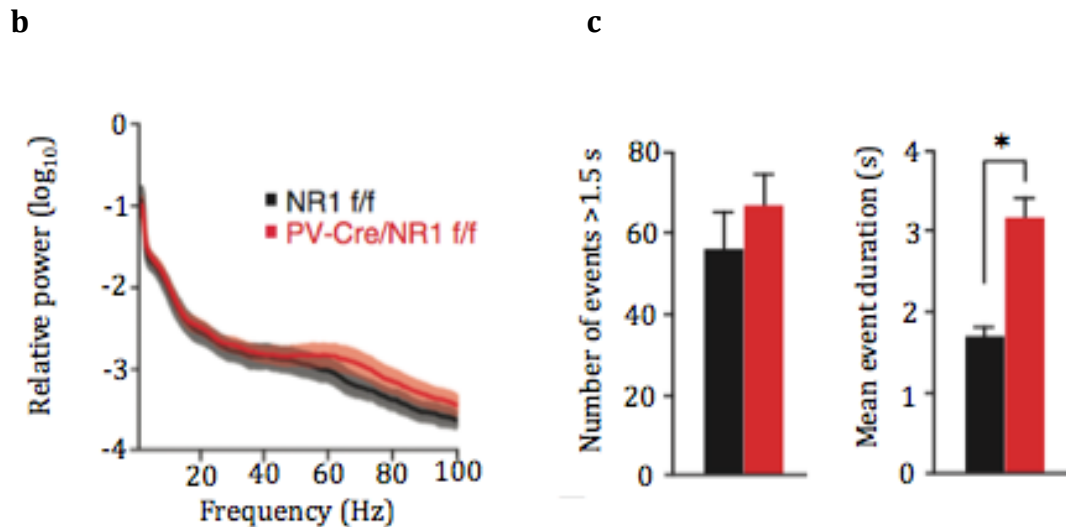 b
c
Relative power (log₁₀)
0
-1
-2
-3
-4
NR1 f/f
PV-Cre/NR1 f/f
20 40 60 80 100
Frequency (Hz)
Number of events >1.5 s
80
60
40
20
0
Mean event duration (s)
4
3
2
1
0
*